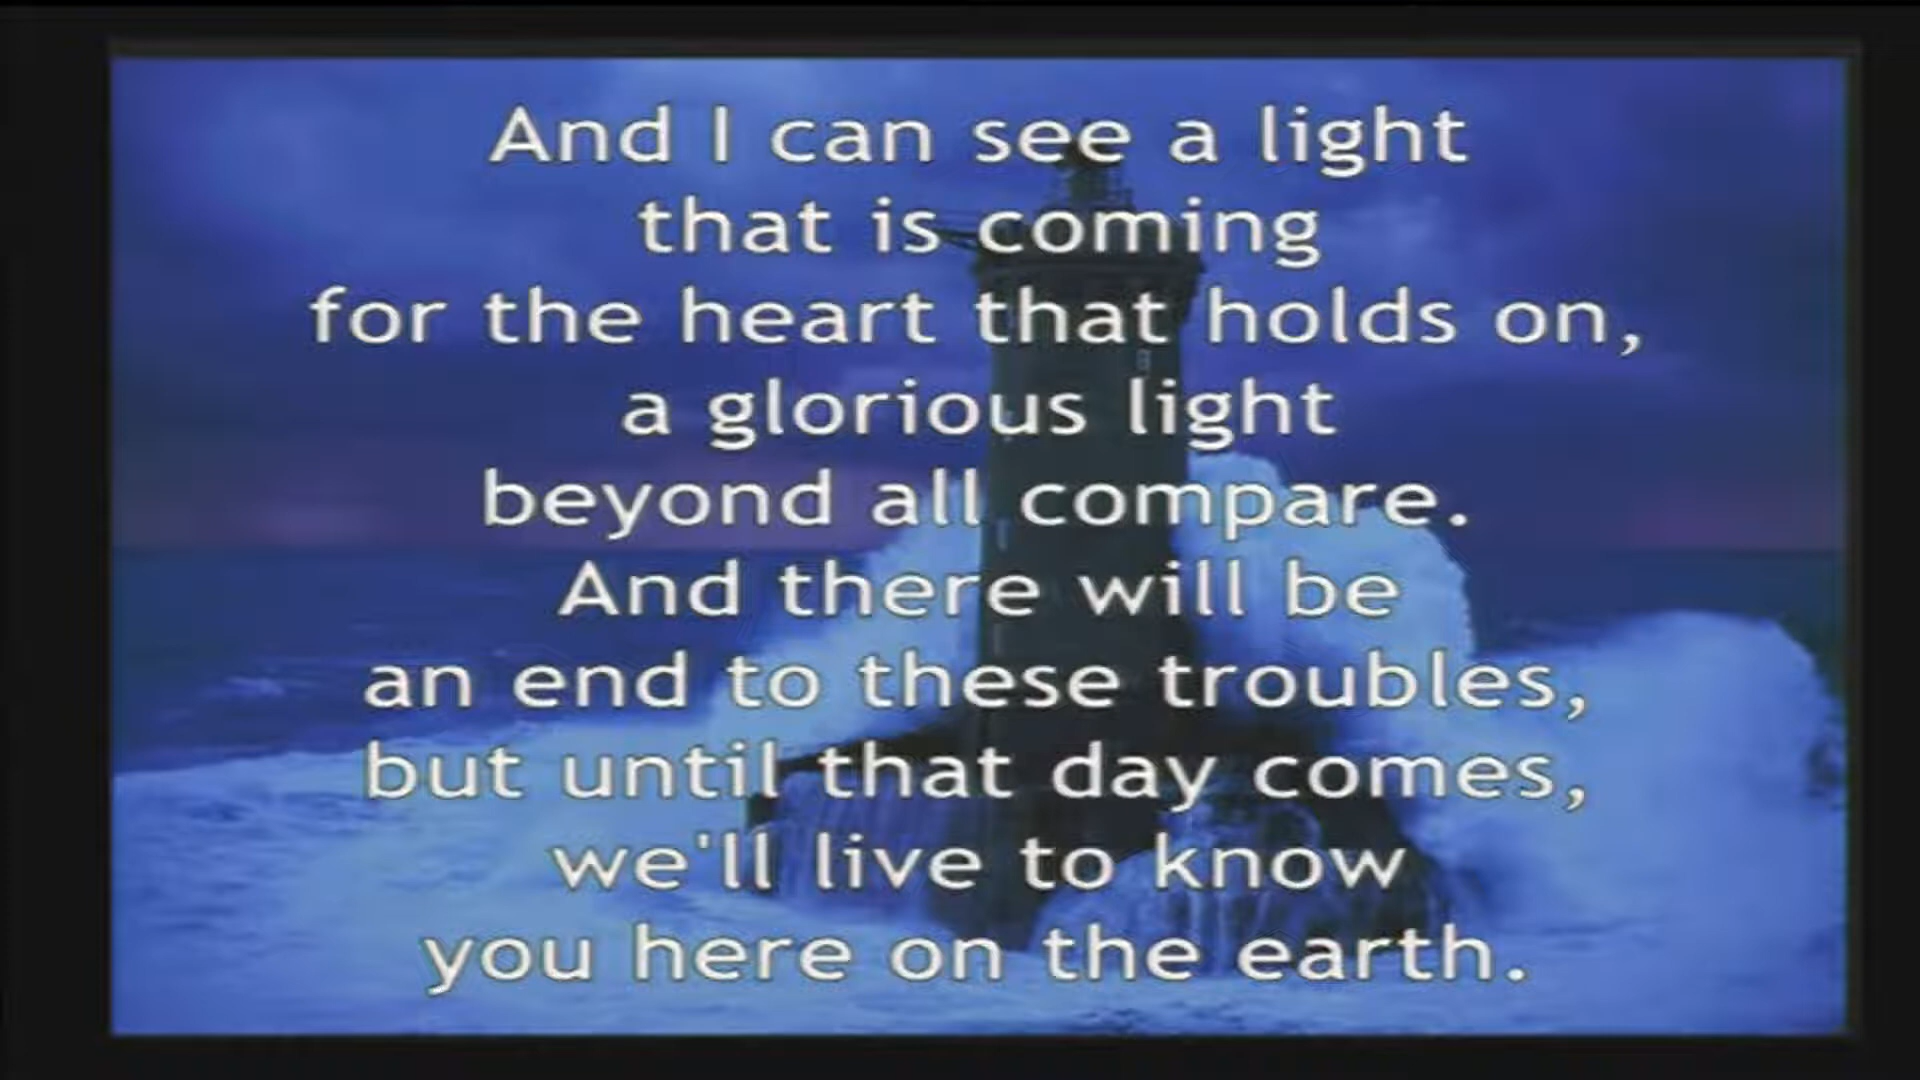 And I can see a light
that is coming
for the heart that holds on,
a glorious light
beyond all compare.
And there will be
an end to these troubles,
but until that day comes,
we'll live to know
you here on the earth.